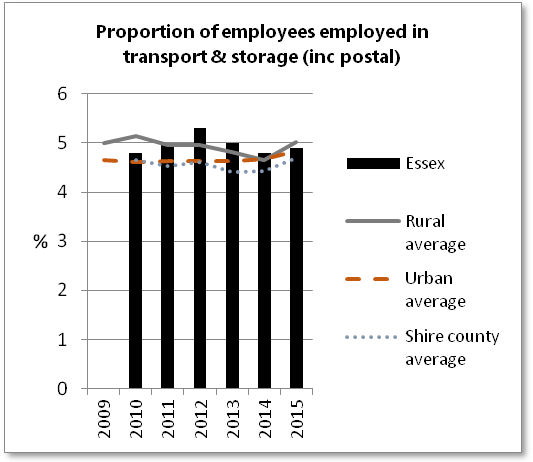 Proportion of employees employed in
transport & storage (inc postal)
6
5
4
%
3
2
1
0
2009
2010
2011
2012
2013
2014
2015
Essex
Rural
average
Urban
average
Shire county
average